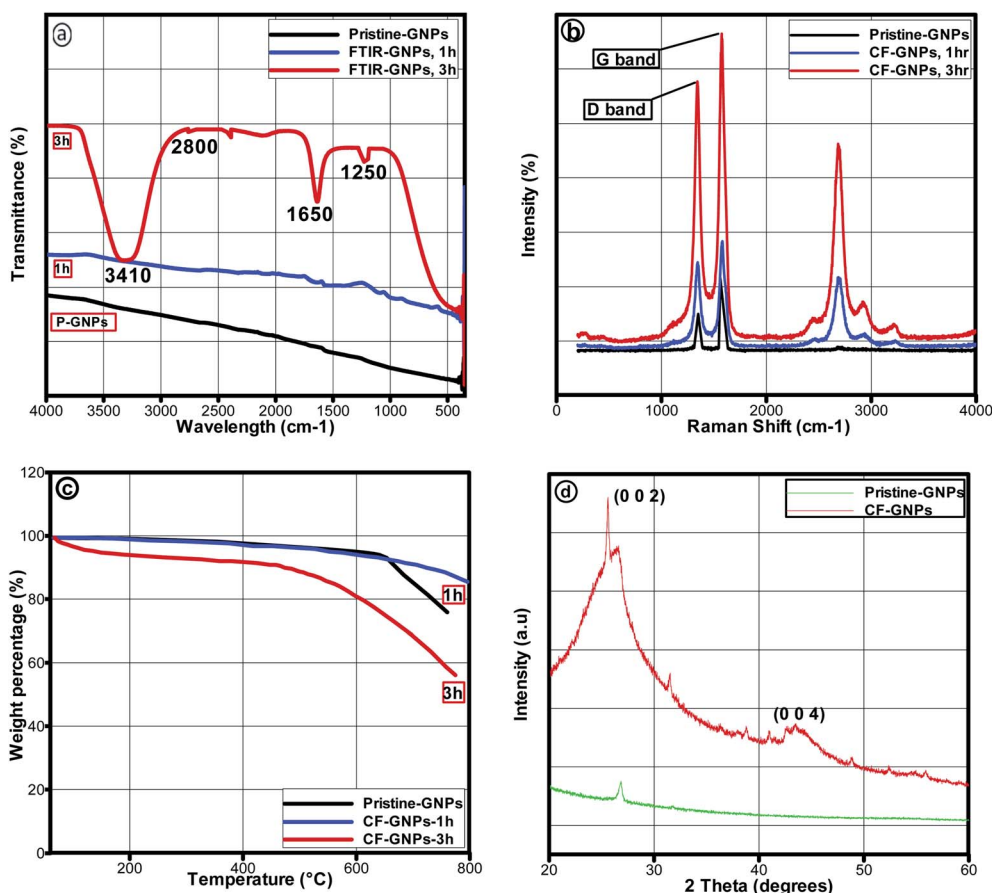 a
Pristine-GNPs
FTIR-GNPs, 1h
FTIR-GNPs, 3h
Transmittance (%)
3h
2800
1250
1650
1h
3410
P-GNPs
4000 3500 3000 2500 2000 1500 1000 500
Wavelength (cm-1)
b
Pristine-GNPs
CF-GNPs, 1hr
CF-GNPs, 3hr
G band
D band
Intensity (%)
0 1000 2000 3000 4000
Raman Shift (cm-1)
c
120
100
80
60
40
20
0
Weight percentage (%)
1h
3h
Pristine-GNPs
CF-GNPs-1h
CF-GNPs-3h
200 400 600 800
Temperature (°C)
d
(0 0 2)
Pristine-GNPs
CF-GNPs
(0 0 4)
Intensity (a.u)
20 30 40 50 60
2 Theta (degrees)